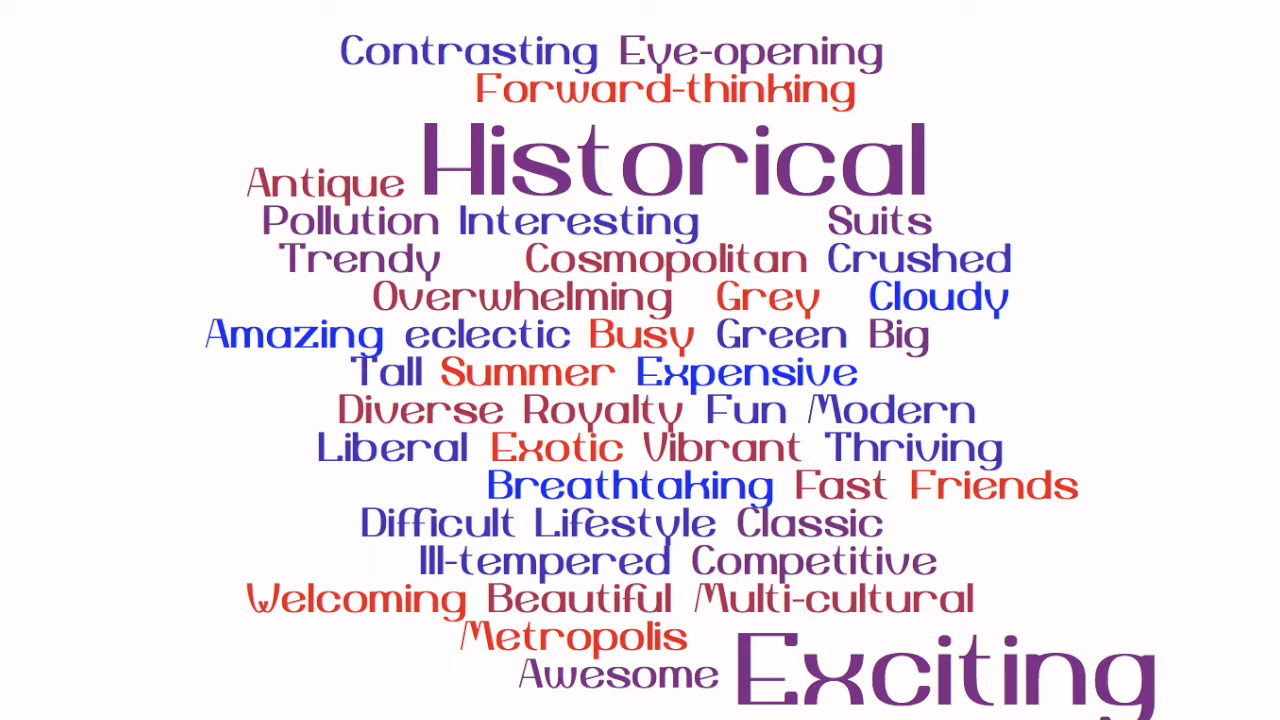 Contrasting Eye-opening
Forward-thinking
Antique Historical
Pollution Interesting Suits
Trendy Cosmopolitan Crushed
Overwhelming Grey Cloudy
Amazing eclectic Busy Green Big
Tall Summer Expensive
Diverse Royalty Fun Modern
Liberal Exotic Vibrant Thriving
Breathtaking Fast Friends
Difficult Lifestyle Classic
Ill-tempered Competitive
Welcoming Beautiful Multi-cultural
Metropolis
Awesome Exciting